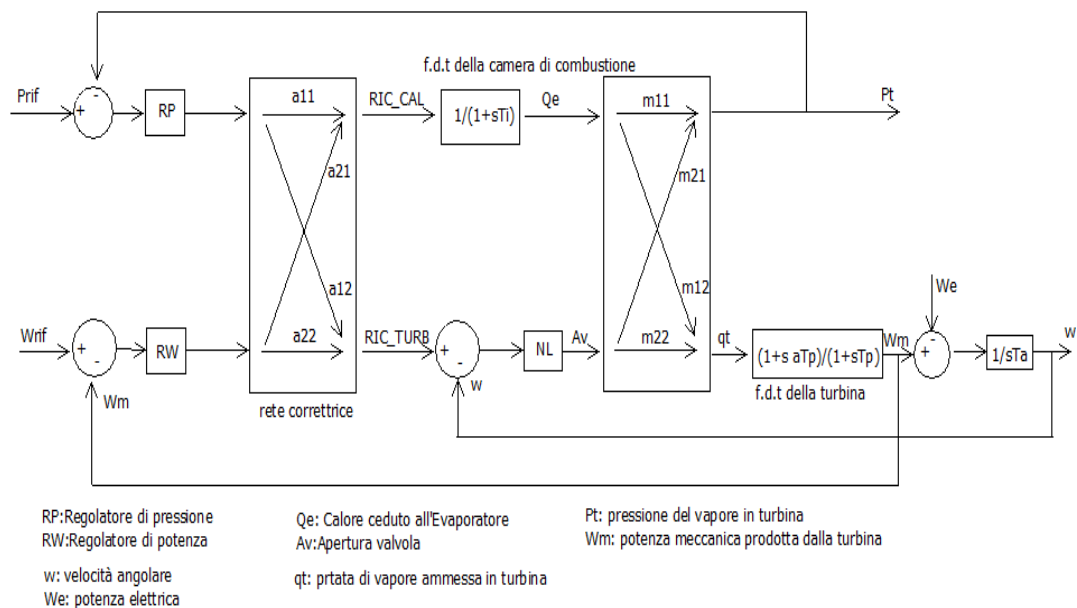 f.d.t della camera di combustione
Prif
+
-
RP
a11
RIC_CAL
1/(1+sTi)
Qe
m11
Pt
a21
m21
a12
m12
We
Wrif
+
-
RW
a22
RIC_TURB
+
-
w
NL
Av
m22
qt
(1+s aTp)/(1+sTp)
Wm
+
-
1/sTa
w
Wm
rete correttrice
f.d.t della turbina
RP:Regolatore di pressione
RW:Regolatore di potenza
w: velocità angolare
We: potenza elettrica
Qe: Calore ceduto all'Evaporatore
Av:Apertura valvola
qt: prtata di vapore ammessa in turbina
Pt: pressione del vapore in turbina
Wm: potenza meccanica prodotta dalla turbina